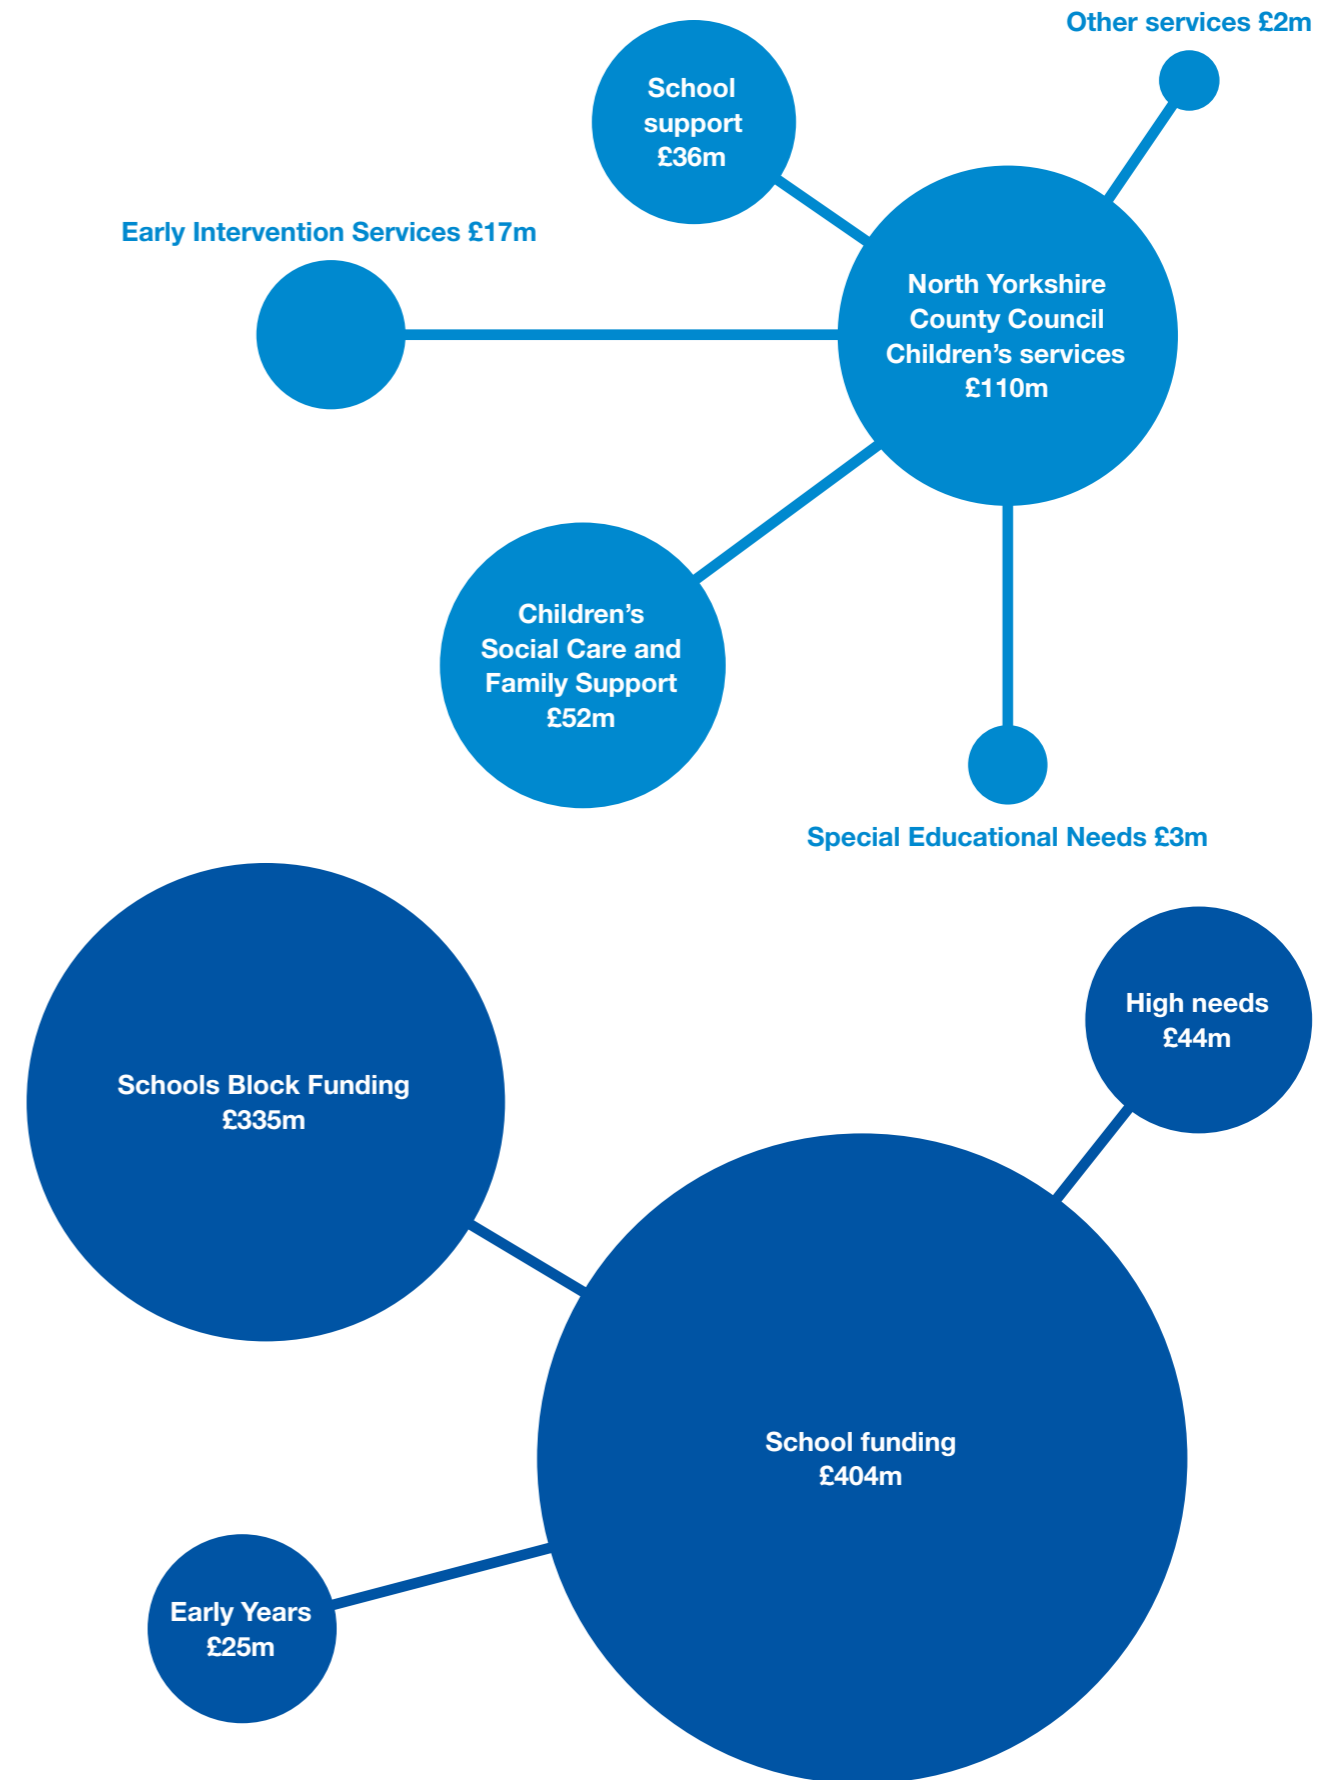 Other services £2m
School
support
£36m
Early Intervention Services £17m
North Yorkshire
County Council
Children’s services
£110m
Children’s
Social Care and
Family Support
£52m
Special Educational Needs £3m
High needs
£44m
Schools Block Funding
£335m
School funding
£404m
Early Years
£25m